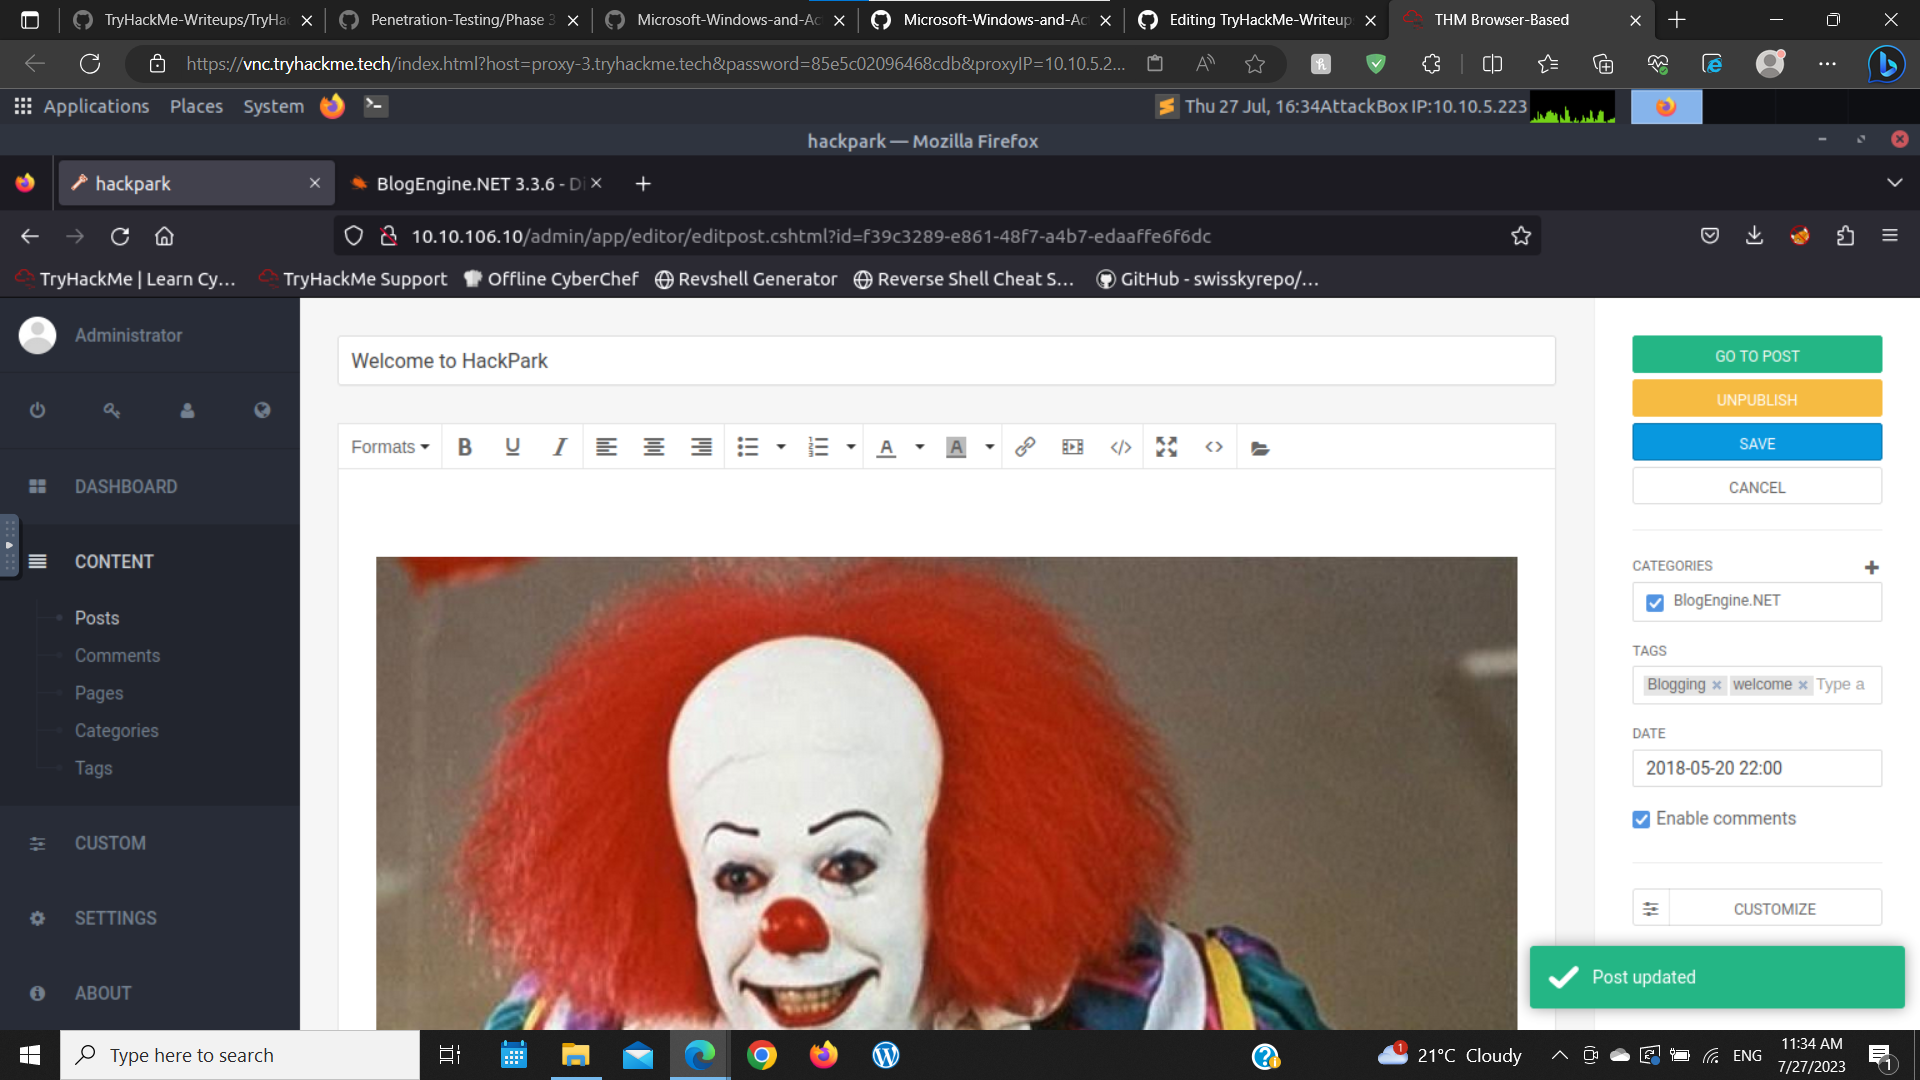 TryHackMe-Writeups/TryHa
Penetration-Testing/Phase 3
Microsoft-Windows-and-Ac
Microsoft-Windows-and-Ac
Editing TryHackMe-Writeup
THM Browser-Based
https://vnc.tryhackme.tech/index.html?host=proxy-3.tryhackme.tech&password=85e5c02096468cdb&proxyIP=10.10.5.2...
Applications Places System
Thu 27 Jul, 16:34 AttackBox IP:10.10.5.223
hackpark — Mozilla Firefox
hackpark
BlogEngine.NET 3.3.6 - Di
10.10.106.10/admin/app/editor/editpost.cshtml?id=f39c3289-e861-48f7-a4b7-edaaffe6f6dc
TryHackMe | Learn Cy... TryHackMe Support Offline CyberChef Revshell Generator Reverse Shell Cheat S... GitHub - swisskyrepo/...
Administrator
DASHBOARD
CONTENT
Posts
Comments
Pages
Categories
Tags
CUSTOM
SETTINGS
ABOUT
Welcome to HackPark
Formats B U I A A
GO TO POST
UNPUBLISH
SAVE
CANCEL
CATEGORIES
BlogEngine.NET
TAGS
Blogging welcome Type a
DATE
2018-05-20 22:00
Enable comments
CUSTOMIZE
Post updated
Type here to search
21°C Cloudy
ENG
11:34 AM
7/27/2023
1
1